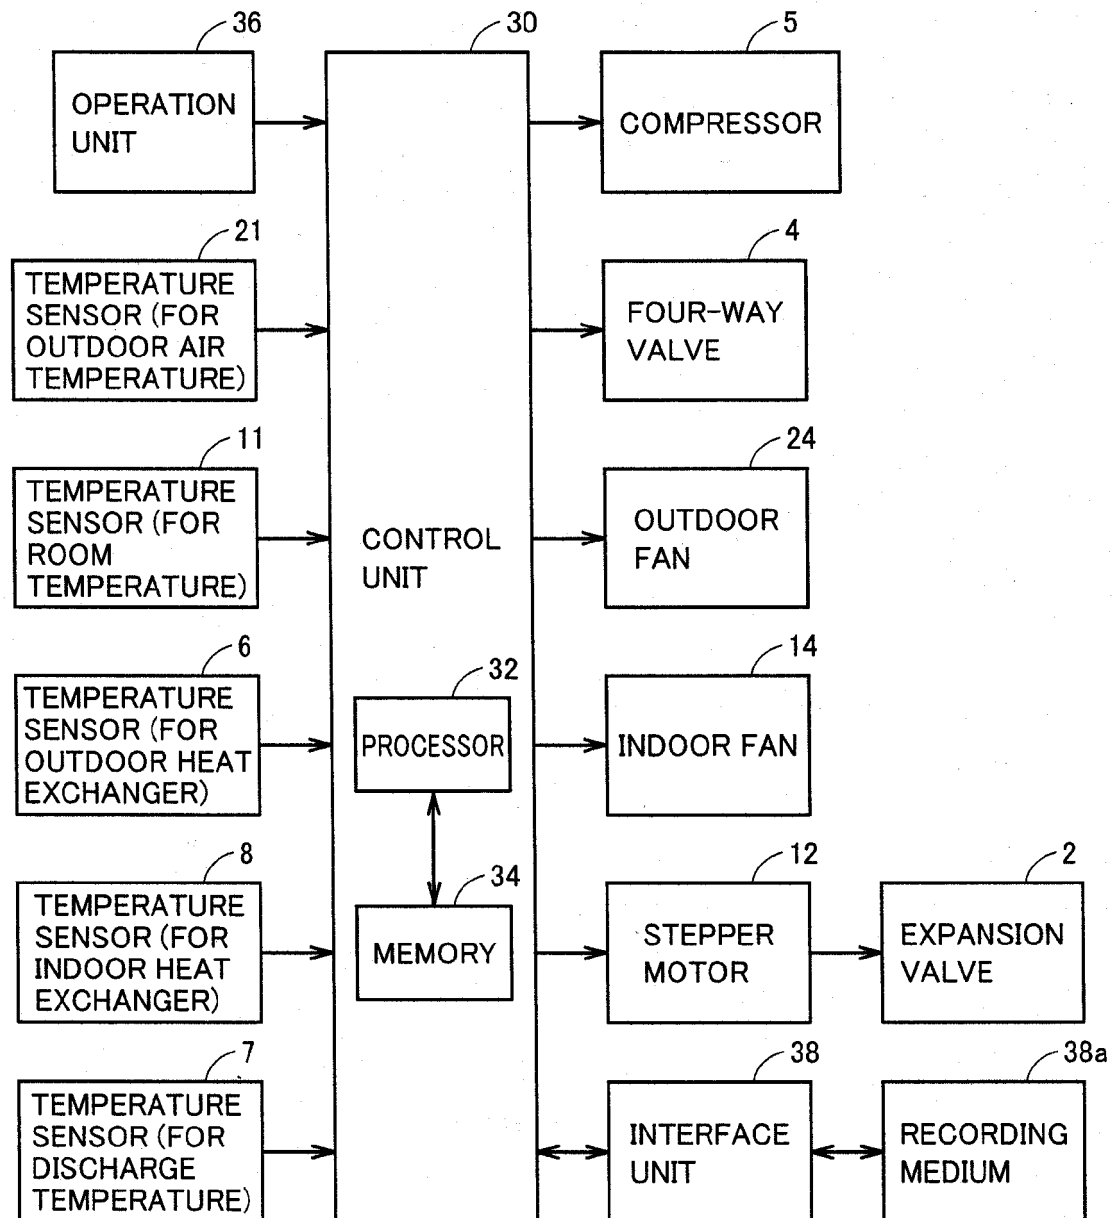 36
30
5
OPERATION
UNIT
COMPRESSOR
21
4
TEMPERATURE
SENSOR (FOR
OUTDOOR AIR
TEMPERATURE)
FOUR-WAY
VALVE
11
24
TEMPERATURE
SENSOR (FOR
ROOM
TEMPERATURE)
CONTROL
UNIT
OUTDOOR
FAN
6
32
14
TEMPERATURE
SENSOR (FOR
OUTDOOR HEAT
EXCHANGER)
PROCESSOR
INDOOR FAN
8
34
12
2
TEMPERATURE
SENSOR (FOR
INDOOR HEAT
EXCHANGER)
MEMORY
STEPPER
MOTOR
EXPANSION
VALVE
7
38
38a
TEMPERATURE
SENSOR (FOR
DISCHARGE
TEMPERATURE)
INTERFACE
UNIT
RECORDING
MEDIUM